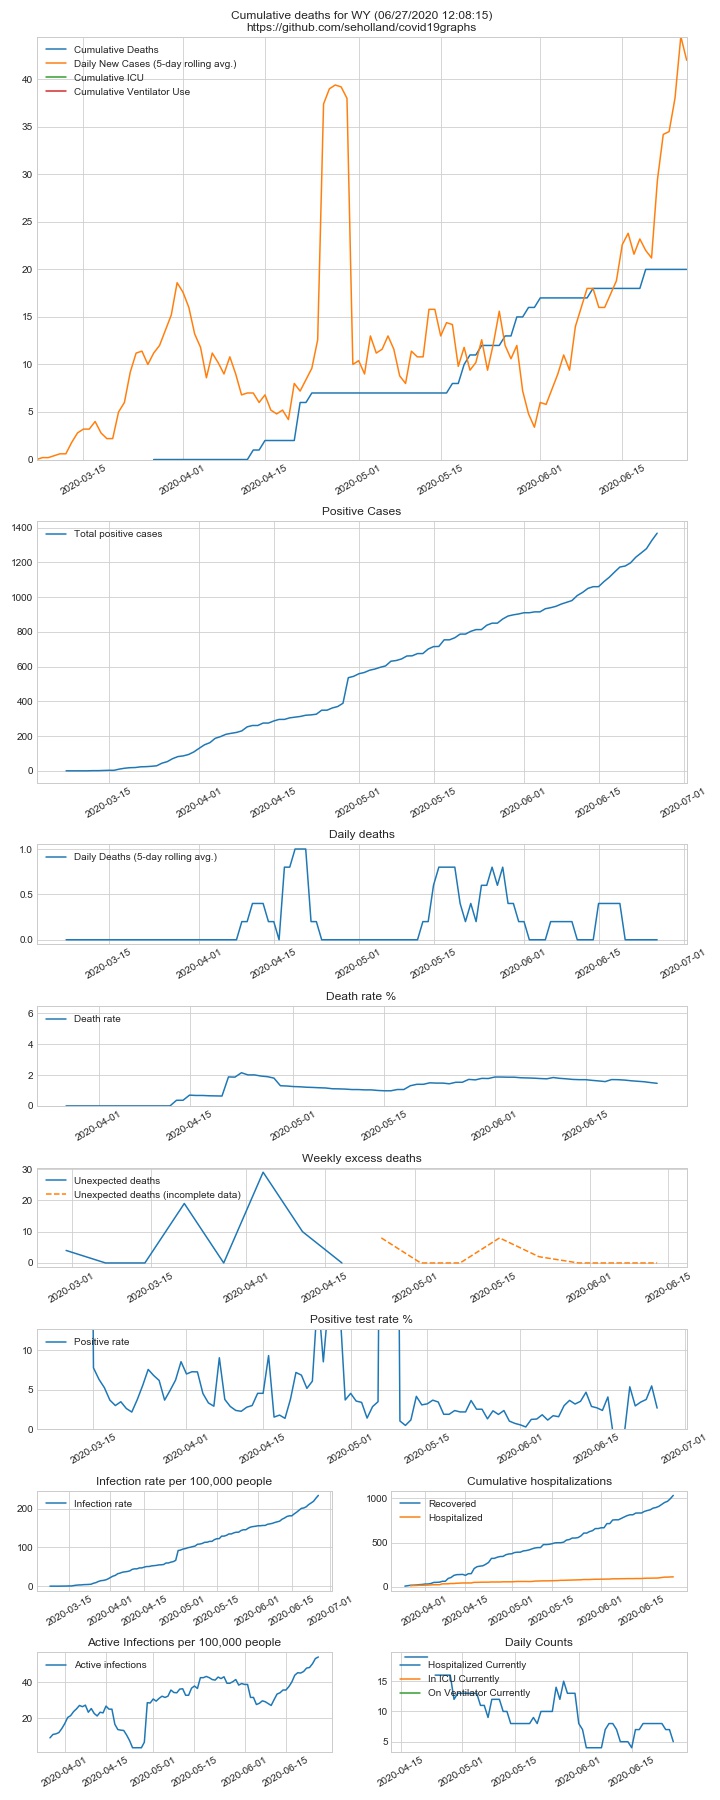 Cumulative deaths for WY (06/27/2020 12:08:15)
https://github.com/seholland/covid19graphs
Cumulative Deaths
Daily New Cases (5-day rolling avg.)
Cumulative ICU
Cumulative Ventilator Use
40
35
30
25
20
15
10
5
0
2020-03-15 2020-04-01 2020-04-15 2020-05-01 2020-05-15 2020-06-01 2020-06-15
Positive Cases
Total positive cases
1400
1200
1000
800
600
400
200
0
2020-03-15 2020-04-01 2020-04-15 2020-05-01 2020-05-15 2020-06-01 2020-06-15 2020-07-01
Daily deaths
Daily Deaths (5-day rolling avg.)
1.0
0.5
0.0
2020-03-15 2020-04-01 2020-04-15 2020-05-01 2020-05-15 2020-06-01 2020-06-15 2020-07-01
Death rate %
Death rate
6
4
2
0
2020-04-01 2020-04-15 2020-05-01 2020-05-15 2020-06-01 2020-06-15
Weekly excess deaths
Unexpected deaths
Unexpected deaths (incomplete data)
30
20
10
0
2020-03-01 2020-03-15 2020-04-01 2020-04-15 2020-05-01 2020-05-15 2020-06-01 2020-06-15
Positive test rate %
Positive rate
10
5
0
2020-03-15 2020-04-01 2020-04-15 2020-05-01 2020-05-15 2020-06-01 2020-06-15 2020-07-01
Infection rate per 100,000 people
Infection rate
200
100
0
2020-03-15 2020-04-01 2020-04-15 2020-05-01 2020-05-15 2020-06-01 2020-06-15 2020-07-01
Cumulative hospitalizations
Recovered
Hospitalized
1000
500
0
2020-04-01 2020-04-15 2020-05-01 2020-05-15 2020-06-01 2020-06-15
Active Infections per 100,000 people
Active infections
40
20
2020-04-01 2020-04-15 2020-05-01 2020-05-15 2020-06-01 2020-06-15
Daily Counts
Hospitalized Currently
In ICU Currently
On Ventilator Currently
15
10
5
2020-04-15 2020-05-01 2020-05-15 2020-06-01 2020-06-15